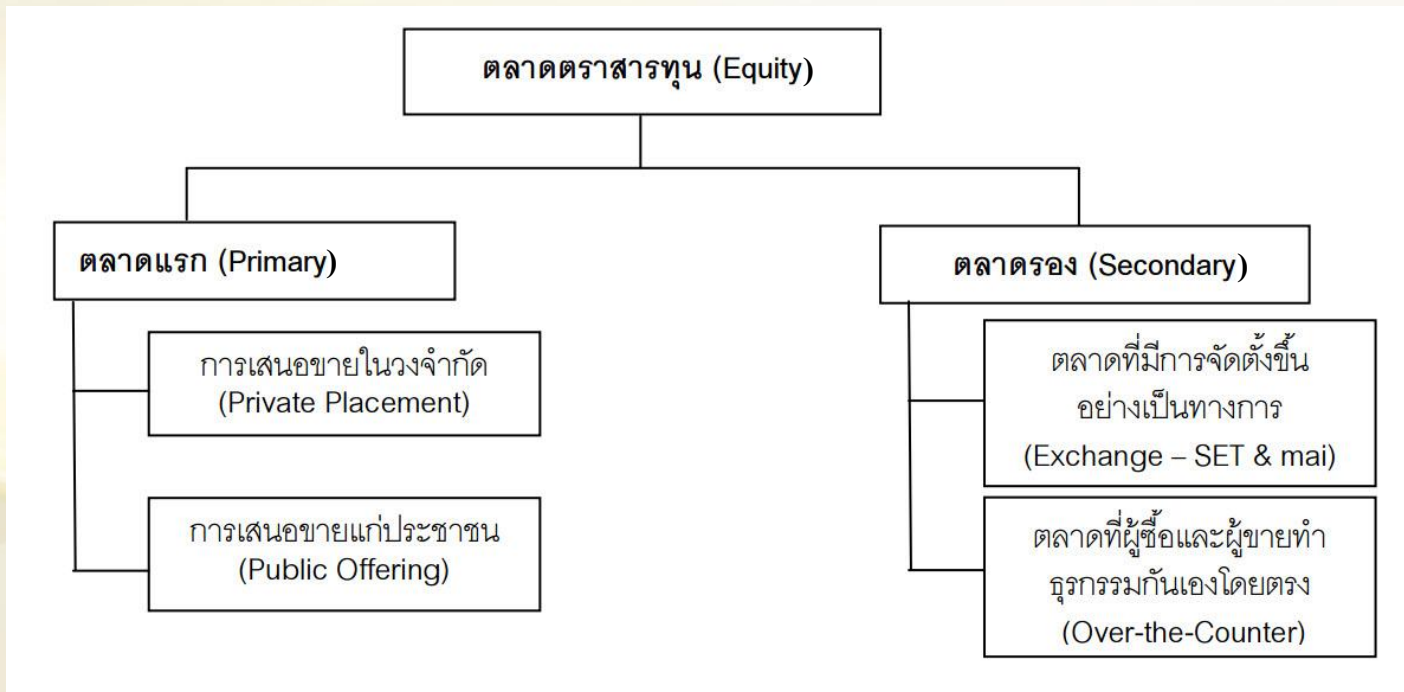 ตลาดตราสารทุน (Equity)
ตลาดแรก (Primary)
การเสนอขายในวงจำกัด
(Private Placement)
การเสนอขายแก่ประชาชน
(Public Offering)
ตลาดรอง (Secondary)
ตลาดที่มีการจัดตั้งขึ้น
อย่างเป็นทางการ
(Exchange – SET & mai)
ตลาดที่ผู้ซื้อและผู้ขายทำ
ธุรกรรมกันเองโดยตรง
(Over-the-Counter)